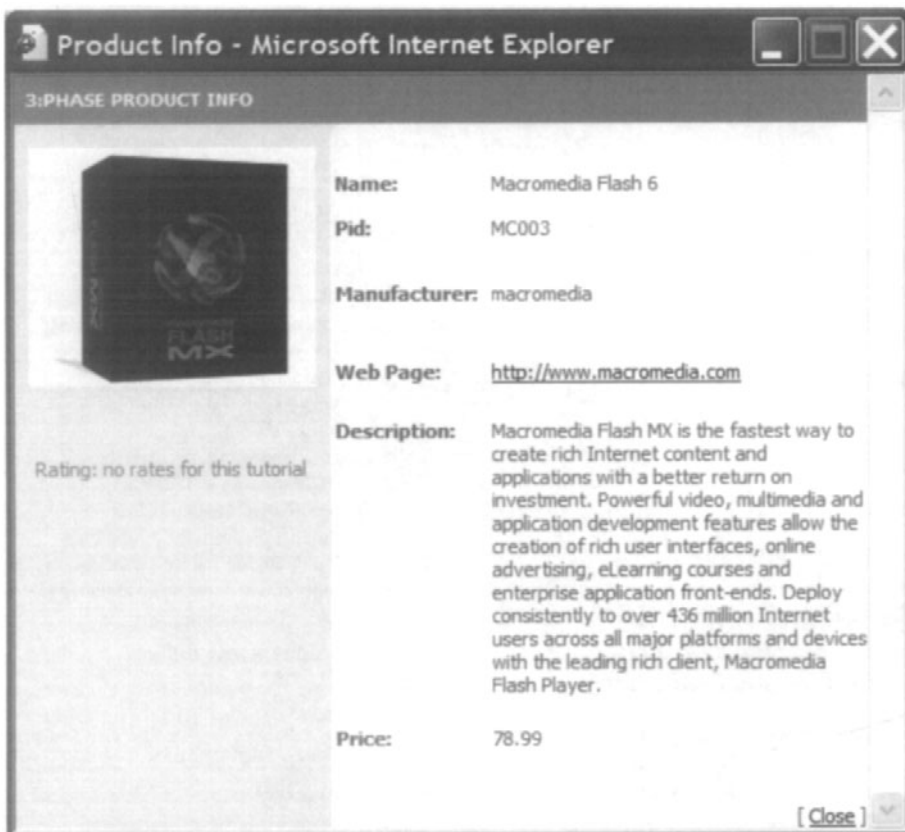 Product Info - Microsoft Internet Explorer
3:PHASE PRODUCT INFO
FLASH
MX
Rating: no rates for this tutorial
Name: Macromedia Flash 6
Pid: MC003
Manufacturer: macromedia
Web Page: http://www.macromedia.com
Description: Macromedia Flash MX is the fastest way to
create rich Internet content and
applications with a better return on
investment. Powerful video, multimedia and
application development features allow the
creation of rich user interfaces, online
advertising, eLearning courses and
enterprise application front-ends. Deploy
consistently to over 436 million Internet
users across all major platforms and devices
with the leading rich client, Macromedia
Flash Player.
Price: 78.99
[ Close ]